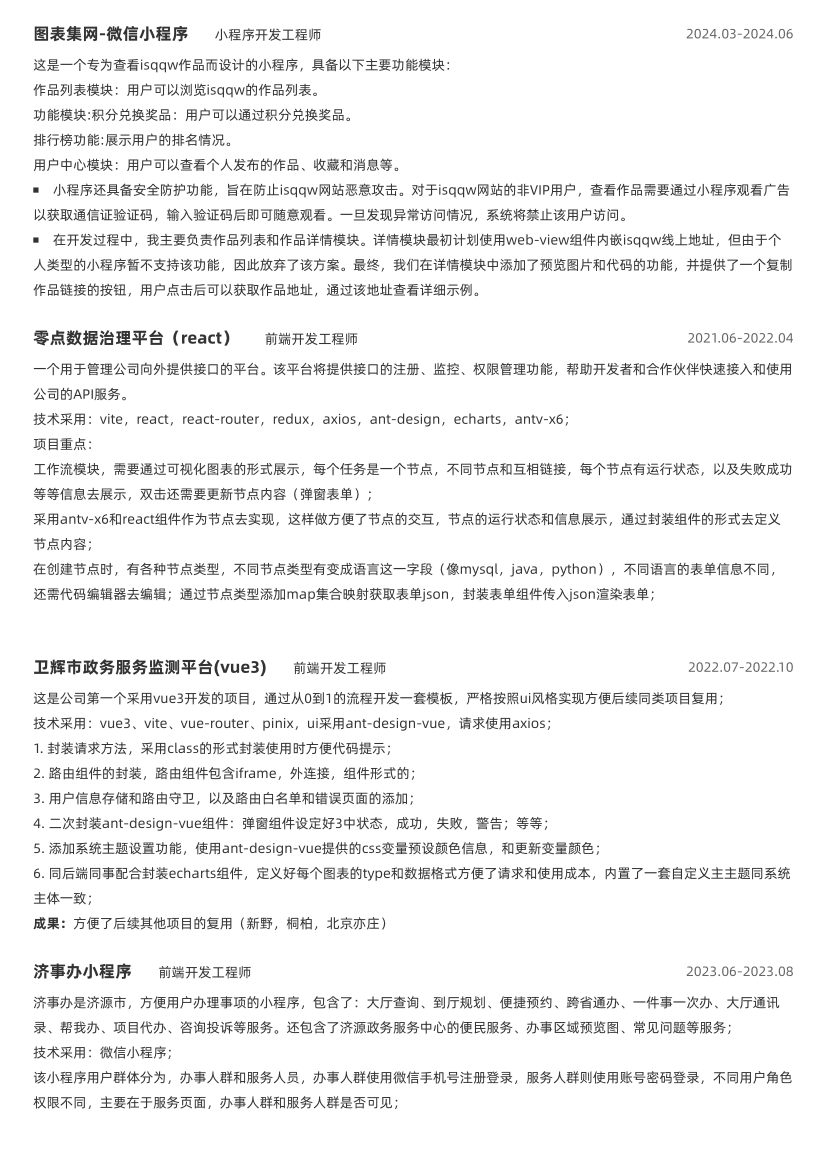 图表集网-微信小程序 小程序开发工程师 2024.03-2024.06
这是一个专为查看isqqw作品而设计的小程序，具备以下主要功能模块：
作品列表模块：用户可以浏览isqqw的作品列表。
功能模块:积分兑换奖品：用户可以通过积分兑换奖品。
排行榜功能:展示用户的排名情况。
用户中心模块：用户可以查看个人发布的作品、收藏和消息等。
▪ 小程序还具备安全防护功能，旨在防止isqqw网站恶意攻击。对于isqqw网站的非VIP用户，查看作品需要通过小程序观看广告
以获取通信证验证码，输入验证码后即可随意观看。一旦发现异常访问情况，系统将禁止该用户访问。
▪ 在开发过程中，我主要负责作品列表和作品详情模块。详情模块最初计划使用web-view组件内嵌isqqw线上地址，但由于个
人类型的小程序暂不支持该功能，因此放弃了该方案。最终，我们在详情模块中添加了预览图片和代码的功能，并提供了一个复制
作品链接的按钮，用户点击后可以获取作品地址，通过该地址查看详细示例。
零点数据治理平台（react） 前端开发工程师 2021.06-2022.04
一个用于管理公司向外提供接口的平台。该平台将提供接口的注册、监控、权限管理功能，帮助开发者和合作伙伴快速接入和使用
公司的API服务。
技术采用：vite，react，react-router，redux，axios，ant-design，echarts，antv-x6；
项目重点：
工作流模块，需要通过可视化图表的形式展示，每个任务是一个节点，不同节点和互相链接，每个节点有运行状态，以及失败成功
等等信息去展示，双击还需要更新节点内容（弹窗表单）；
采用antv-x6和react组件作为节点去实现，这样做方便了节点的交互，节点的运行状态和信息展示，通过封装组件的形式去定义
节点内容；
在创建节点时，有各种节点类型，不同节点类型有变成语言这一字段（像mysql，java，python），不同语言的表单信息不同，
还需代码编辑器去编辑；通过节点类型添加map集合映射获取表单json，封装表单组件传入json渲染表单；
卫辉市政务服务监测平台(vue3) 前端开发工程师 2022.07-2022.10
这是公司第一个采用vue3开发的项目，通过从0到1的流程开发一套模板，严格按照ui风格实现方便后续同类项目复用；
技术采用：vue3、vite、vue-router、pinix，ui采用ant-design-vue，请求使用axios；
1. 封装请求方法，采用class的形式封装使用时方便代码提示；
2. 路由组件的封装，路由组件包含iframe，外连接，组件形式的；
3. 用户信息存储和路由守卫，以及路由白名单和错误页面的添加；
4. 二次封装ant-design-vue组件：弹窗组件设定好3中状态，成功，失败，警告；等等；
5. 添加系统主题设置功能，使用ant-design-vue提供的css变量预设颜色信息，和更新变量颜色；
6. 同后端同事配合封装echarts组件，定义好每个图表的type和数据格式方便了请求和使用成本，内置了一套自定义主主题同系统
主体一致；
成果：方便了后续其他项目的复用（新野，桐柏，北京亦庄）
济事办小程序 前端开发工程师 2023.06-2023.08
济事办是济源市，方便用户办理事项的小程序，包含了：大厅查询、到厅规划、便捷预约、跨省通办、一件事一次办、大厅通讯
录、帮我办、项目代办、咨询投诉等服务。还包含了济源政务服务中心的便民服务、办事区域预览图、常见问题等服务；
技术采用：微信小程序；
该小程序用户群体分为，办事人群和服务人员，办事人群使用微信手机号注册登录，服务人群则使用账号密码登录，不同用户角色
权限不同，主要在于服务页面，办事人群和服务人群是否可见；